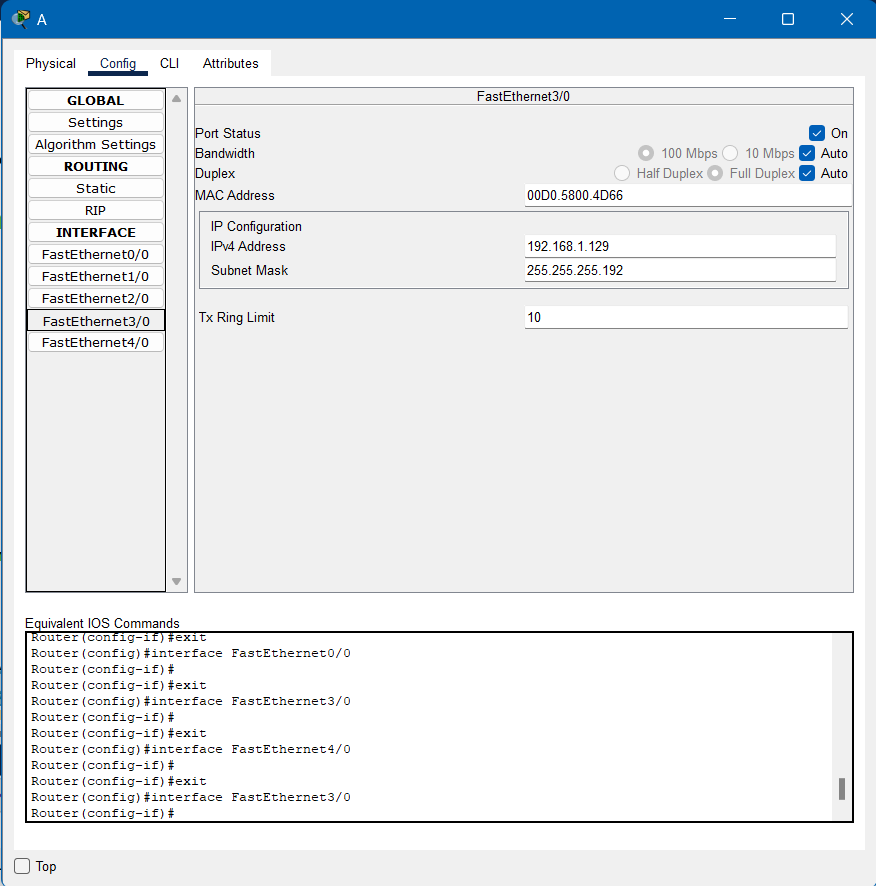 A
Physical Config CLI Attributes
GLOBAL
Settings
Algorithm Settings
ROUTING
Static
RIP
INTERFACE
FastEthernet0/0
FastEthernet1/0
FastEthernet2/0
FastEthernet3/0
FastEthernet4/0
FastEthernet3/0
Port Status On
Bandwidth 100 Mbps 10 Mbps Auto
Duplex Half Duplex Full Duplex Auto
MAC Address 00D0.5800.4D66
IP Configuration
IPv4 Address 192.168.1.129
Subnet Mask 255.255.255.192
Tx Ring Limit 10
Equivalent IOS Commands
Router(config-if)#exit
Router(config)#interface FastEthernet0/0
Router(config-if)#
Router(config-if)#exit
Router(config)#interface FastEthernet3/0
Router(config-if)#
Router(config-if)#exit
Router(config)#interface FastEthernet4/0
Router(config-if)#
Router(config-if)#exit
Router(config)#interface FastEthernet3/0
Router(config-if)#
Top